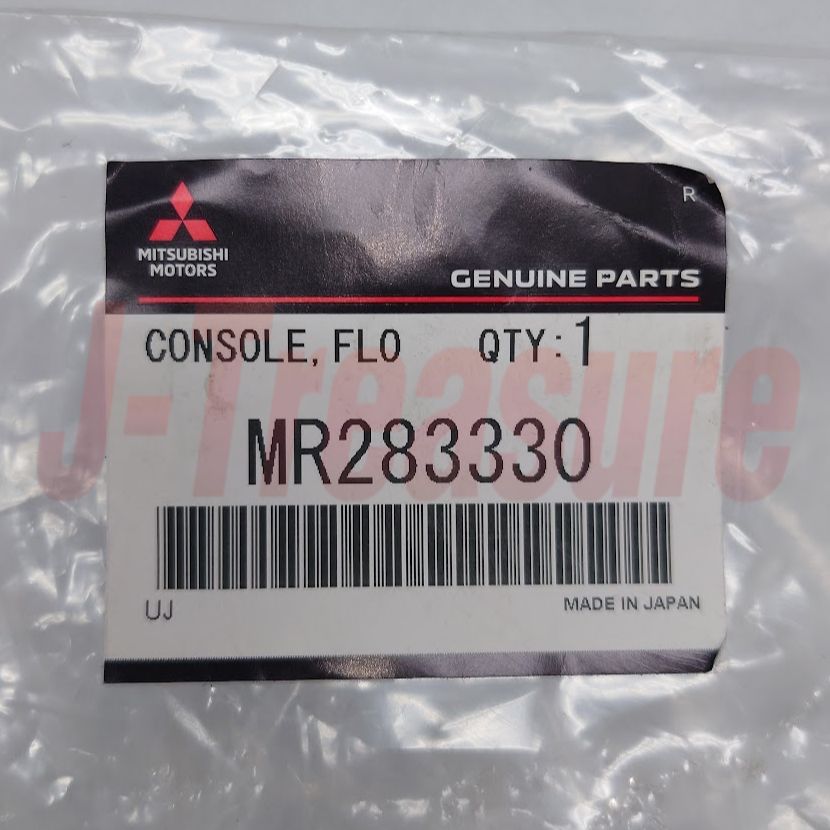 R
MITSUBISHI
MOTORS
GENUINE PARTS
CONSOLE, FLO QTY: 1
J-Treasure
MR283330
UJ
MADE IN JAPAN